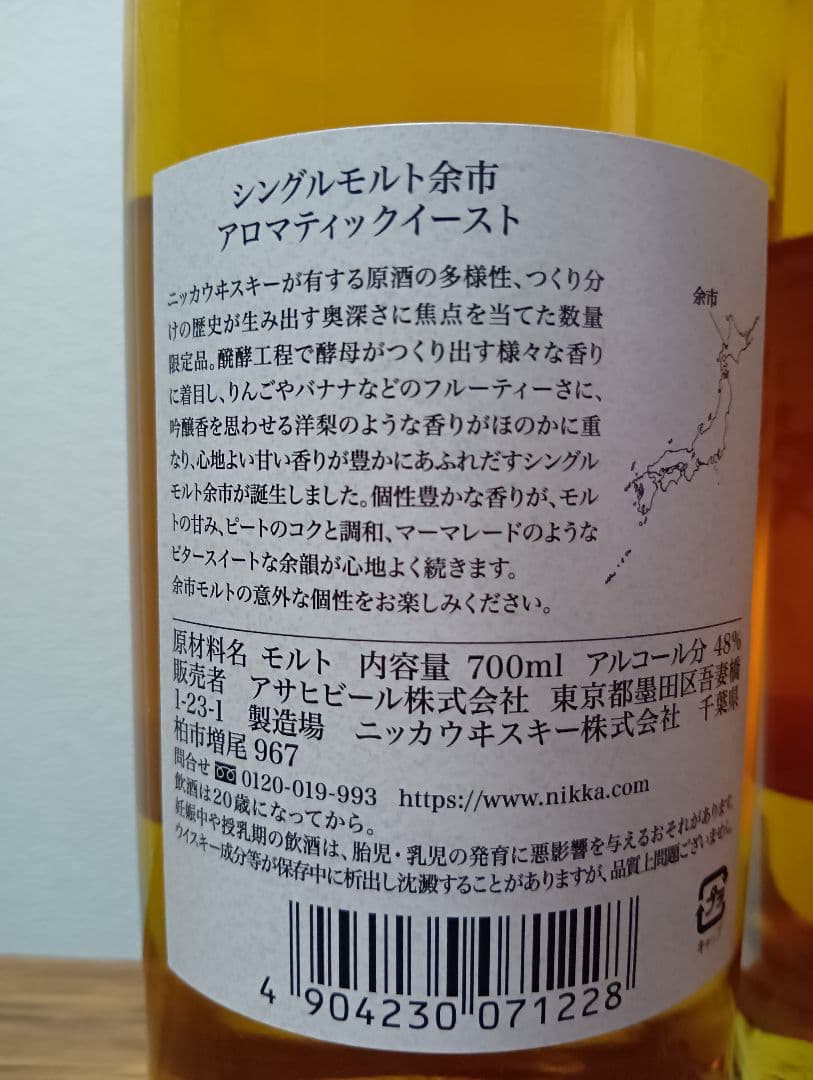 シングルモルト余市
アロマティックイースト
ニッカウヰスキーが有する原酒の多様性、つくり分
けの歴史が生み出す奥深さに焦点を当てた数量
限定品。醗酵工程で酵母がつくり出す様々な香り
に着目し、りんごやバナナなどのフルーティーさに、
吟醸香を思わせる洋梨のような香りがほのかに重
なり、心地よい甘い香りが豊かにあふれだすシングル
モルト余市が誕生しました。個性豊かな香りが、モル
トの甘み、ピートのコクと調和、マーマレードのような
ビタースイートな余韻が心地よく続きます。
余市モルトの意外な個性をお楽しみください。
余市
原材料名 モルト 内容量 700ml アルコール分 48%
販売者 アサヒビール株式会社 東京都墨田区吾妻橋
1-23-1 製造場 ニッカウヰスキー株式会社 千葉県
柏市増尾967
問合せ 0120-019-993 https://www.nikka.com
飲酒は20歳になってから。
妊娠中や授乳期の飲酒は、胎児・乳児の発育に悪影響を与えるおそれがあります。
ウイスキー成分等が保存中に析出し沈澱することがありますが、品質上問題ございません。
プラ
キャップ
4 904230 071228